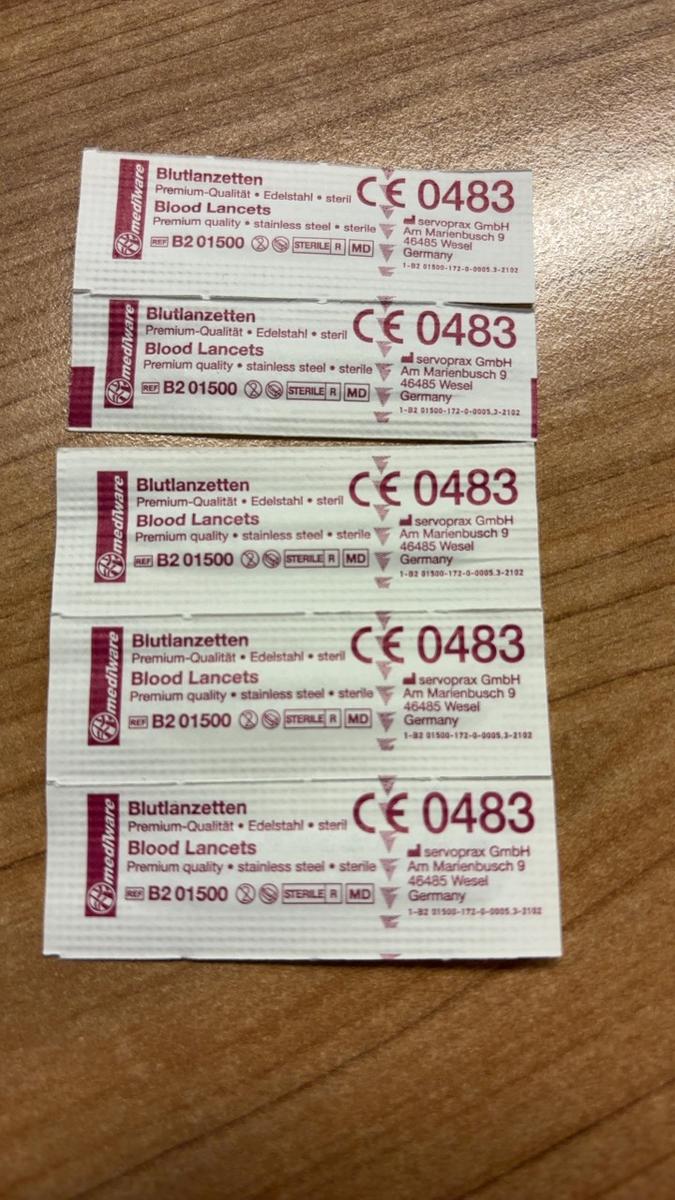 mediware
Blutlanzetten
Premium-Qualität • Edelstahl • steril
Blood Lancets
Premium quality • stainless steel • sterile
REF B2 01500 STERILE R MD
CE 0483
servoprax GmbH
Am Marienbusch 9
46485 Wesel
Germany
1-B2 01500-172-0-0005.3-2102
mediware
Blutlanzetten
Premium-Qualität • Edelstahl • steril
Blood Lancets
Premium quality • stainless steel • sterile
REF B2 01500 STERILE R MD
CE 0483
servoprax GmbH
Am Marienbusch 9
46485 Wesel
Germany
1-B2 01500-172-0-0005.3-2102
mediware
Blutlanzetten
Premium-Qualität • Edelstahl • steril
Blood Lancets
Premium quality • stainless steel • sterile
REF B2 01500 STERILE R MD
CE 0483
servoprax GmbH
Am Marienbusch 9
46485 Wesel
Germany
1-B2 01500-172-0-0005.3-2102
mediware
Blutlanzetten
Premium-Qualität • Edelstahl • steril
Blood Lancets
Premium quality • stainless steel • sterile
REF B2 01500 STERILE R MD
CE 0483
servoprax GmbH
Am Marienbusch 9
46485 Wesel
Germany
1-B2 01500-172-0-0005.3-2102
mediware
Blutlanzetten
Premium-Qualität • Edelstahl • steril
Blood Lancets
Premium quality • stainless steel • sterile
REF B2 01500 STERILE R MD
CE 0483
servoprax GmbH
Am Marienbusch 9
46485 Wesel
Germany
1-B2 01500-172-0-0005.3-2102